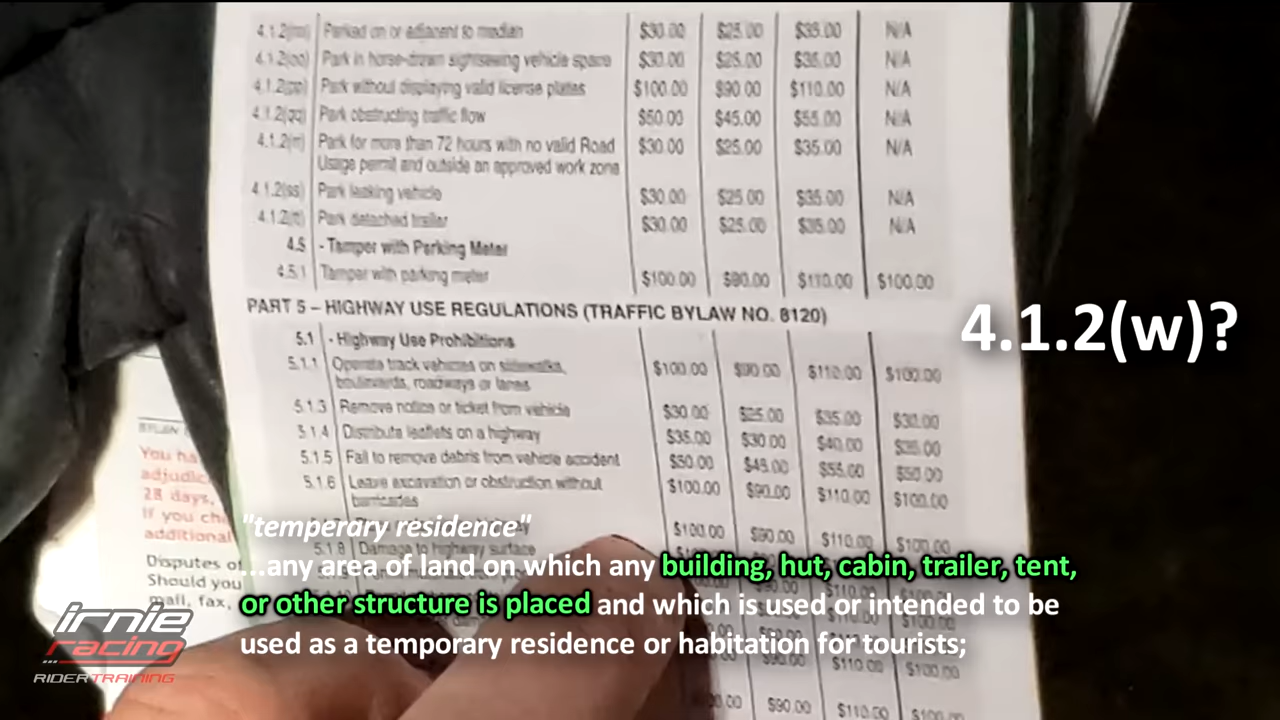 4.1.2(nn) Parked on or adjacent to median $30.00 $25.00 $35.00 N/A
4.1.2(oo) Park in horse-drawn sightseeing vehicle space $30.00 $25.00 $35.00 N/A
4.1.2(pp) Park without displaying valid license plates $100.00 $90.00 $110.00 N/A
4.1.2(qq) Park obstructing traffic flow $50.00 $45.00 $55.00 N/A
4.1.2(rr) Park for more than 72 hours with no valid Road $30.00 $25.00 $35.00 N/A
Usage permit and outside an approved work zone
4.1.2(ss) Park leaking vehicle $30.00 $25.00 $35.00 N/A
4.1.2(tt) Park detached trailer $30.00 $25.00 $35.00 N/A
4.5 - Tamper with Parking Meter
4.5.1 Tamper with parking meter $100.00 $90.00 $110.00 $100.00
PART 5 – HIGHWAY USE REGULATIONS (TRAFFIC BYLAW NO. 8120)
4.1.2(w)?
5.1 - Highway Use Prohibitions
5.1.1 Operate track vehicles on sidewalks, $100.00 $90.00 $110.00 $100.00
boulevards, roadways or lanes
5.1.3 Remove notice or ticket from vehicle $30.00 $25.00 $35.00 $30.00
5.1.4 Distribute leaflets on a highway $35.00 $30.00 $40.00 $35.00
5.1.5 Fail to remove debris from vehicle accident $50.00 $45.00 $55.00 $50.00
5.1.6 Leave excavation or obstruction without $100.00 $90.00 $110.00 $100.00
barricades
$100.00 $90.00 $110.00 $100.00
5.1.8 Damage to highway surface
You ha
adjudic
28 days,
If you ch
additional
Disputes of
Should you
mail, fax,
"temperary residence"
...any area of land on which any building, hut, cabin, trailer, tent,
or other structure is placed and which is used or intended to be
used as a temporary residence or habitation for tourists;
$90.00 $110.00 $100.00
$90.00 $110.00 $100.00
irnie
racing
RIDERTRAINING